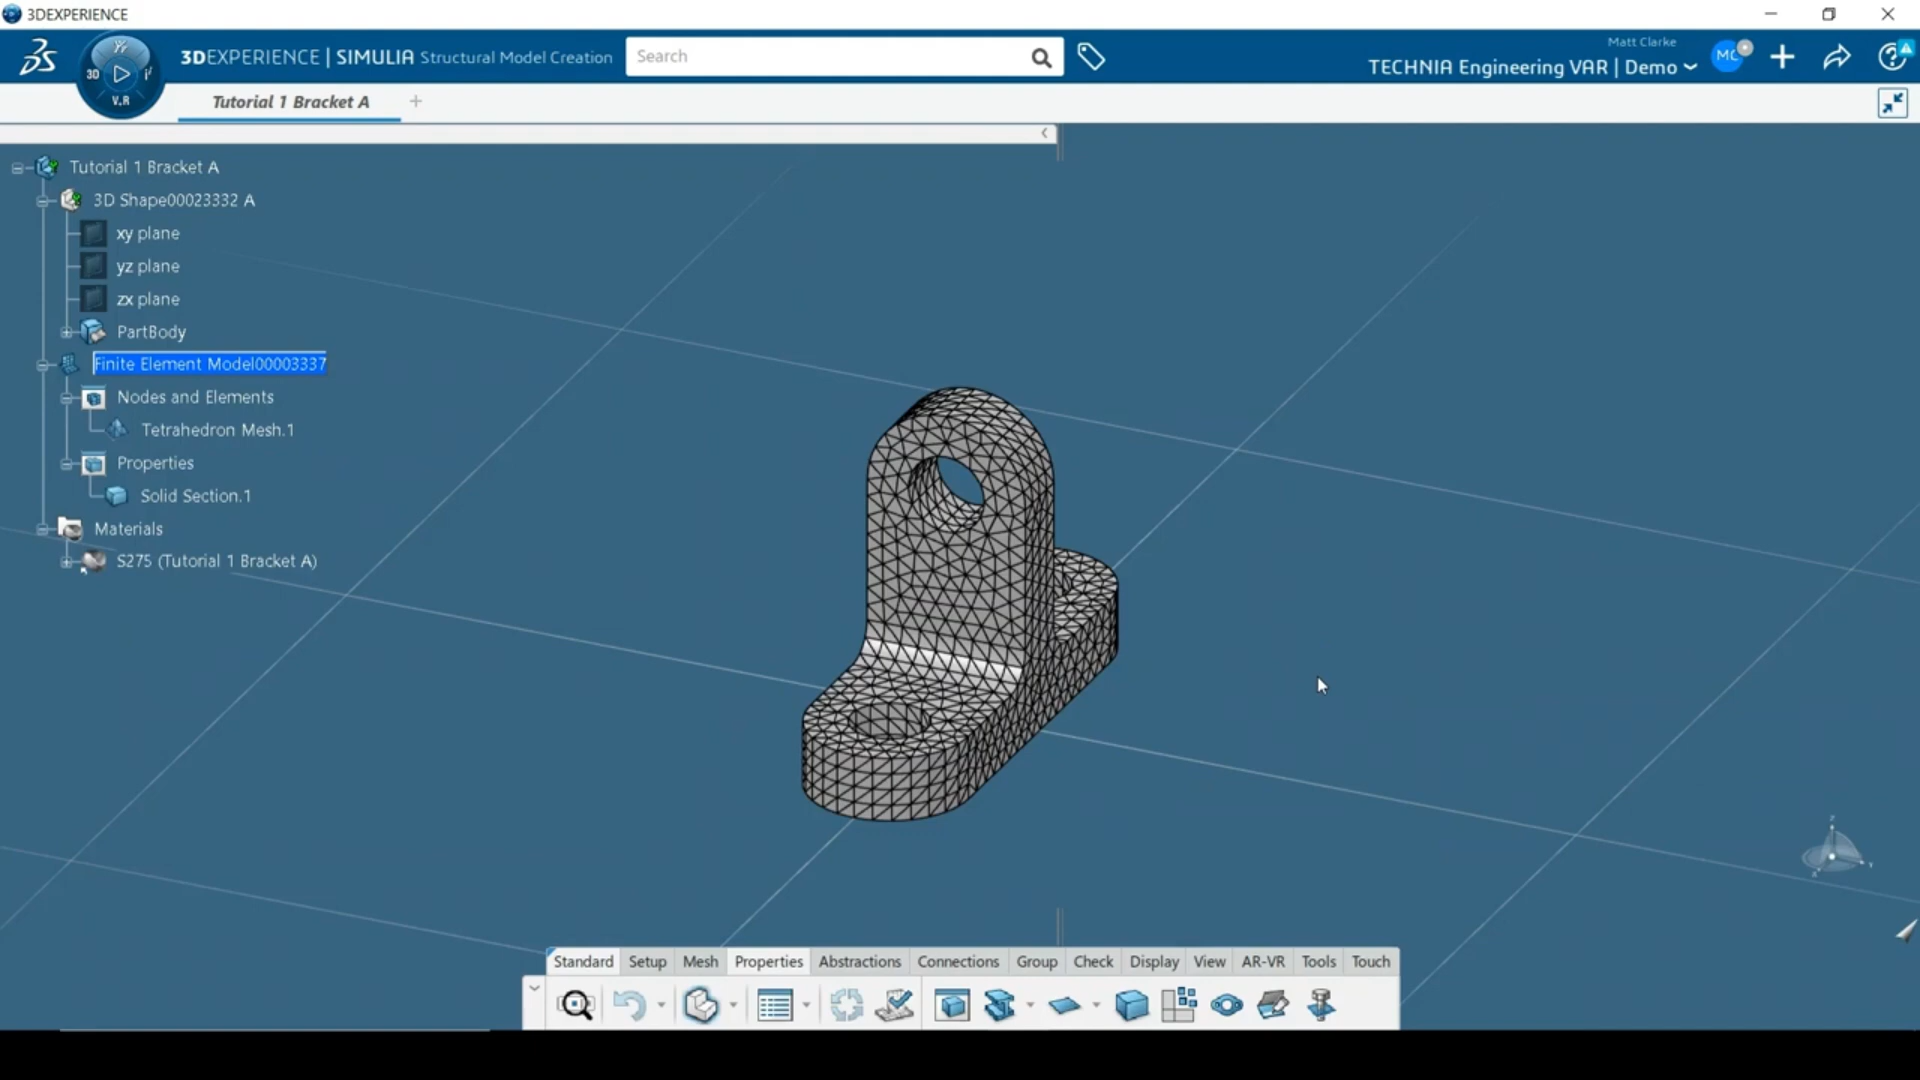 3DEXPERIENCE
3DEXPERIENCE | SIMULIA Structural Model Creation
Search
Matt Clarke
TECHNIA Engineering VAR | Demo
MC
3D
V.R
Tutorial 1 Bracket A
Tutorial 1 Bracket A
3D Shape00023332 A
xy plane
yz plane
zx plane
PartBody
Finite Element Model00003337
Nodes and Elements
Tetrahedron Mesh.1
Properties
Solid Section.1
Materials
S275 (Tutorial 1 Bracket A)
Standard Setup Mesh Properties Abstractions Connections Group Check Display View AR-VR Tools Touch